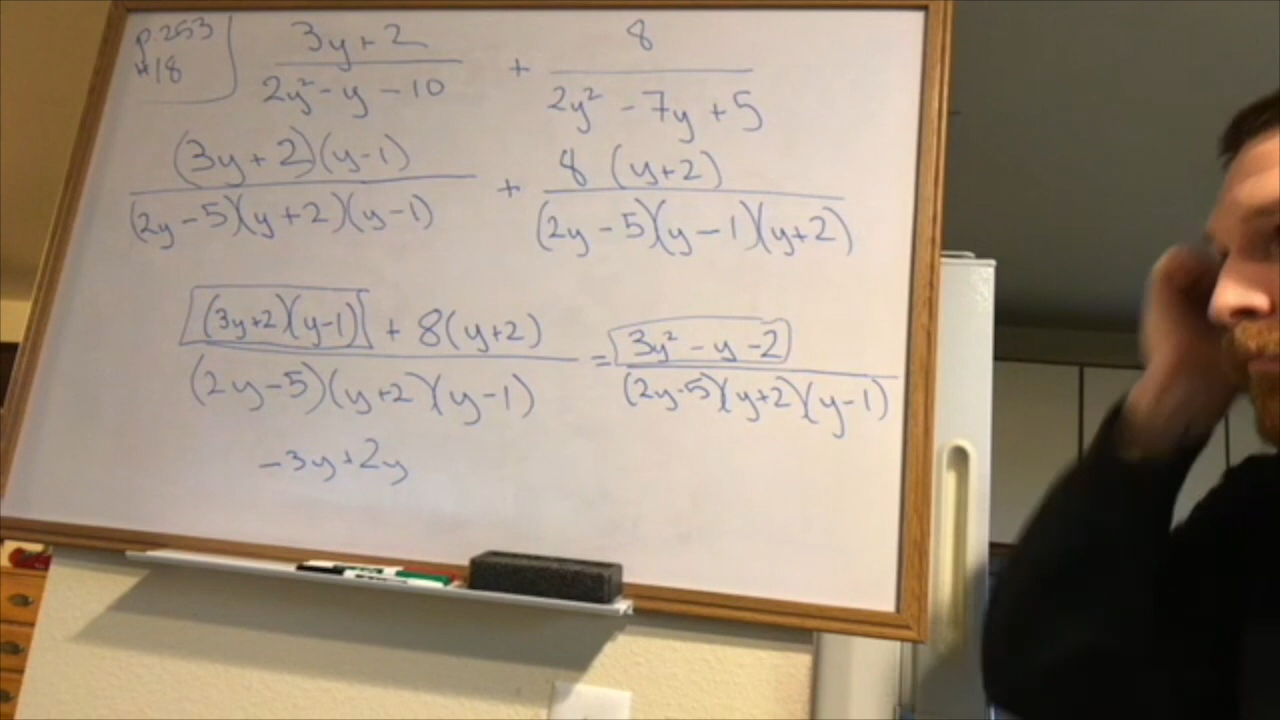 p.253
#18
3y+2 / 2y² - y - 10 + 8 / 2y² - 7y + 5
(3y+2)(y-1) / (2y-5)(y+2)(y-1) + 8 (y+2) / (2y-5)(y-1)(y+2)
(3y+2)(y-1) + 8(y+2) / (2y-5)(y+2)(y-1) = 3y² - y - 2 / (2y-5)(y+2)(y-1)
-3y+2y